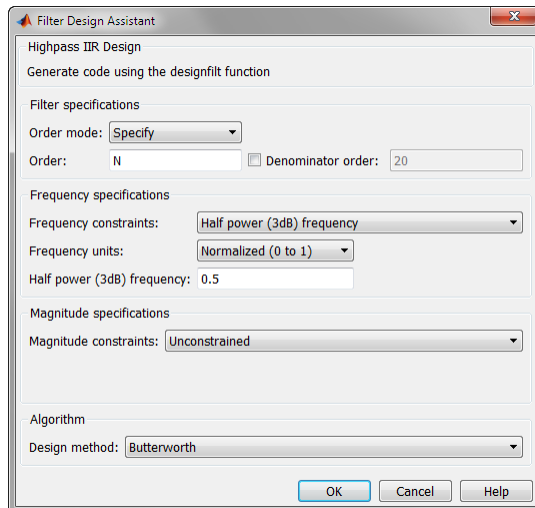 Filter Design Assistant
Highpass IIR Design
Generate code using the designfilt function
Filter specifications
Order mode: Specify
Order: N Denominator order: 20
Frequency specifications
Frequency constraints: Half power (3dB) frequency
Frequency units: Normalized (0 to 1)
Half power (3dB) frequency: 0.5
Magnitude specifications
Magnitude constraints: Unconstrained
Algorithm
Design method: Butterworth
OK Cancel Help